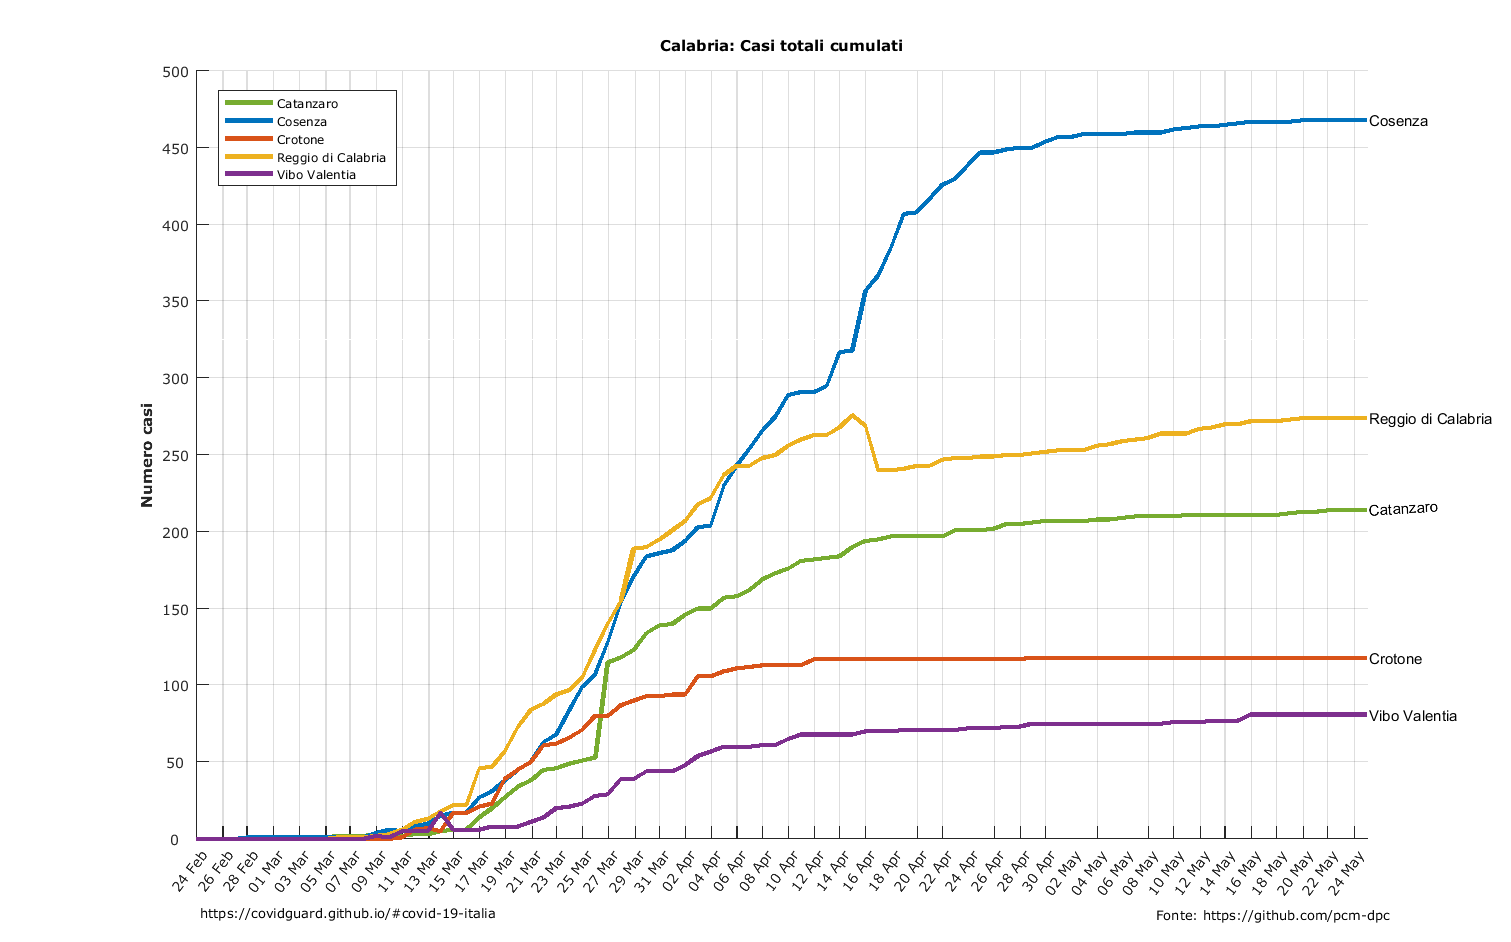 Calabria: Casi totali cumulati
Numero casi
500
450
400
350
300
250
200
150
100
50
0
Catanzaro
Cosenza
Crotone
Reggio di Calabria
Vibo Valentia
Cosenza
Reggio di Calabria
Catanzaro
Crotone
Vibo Valentia
24 Feb
26 Feb
28 Feb
01 Mar
03 Mar
05 Mar
07 Mar
09 Mar
11 Mar
13 Mar
15 Mar
17 Mar
19 Mar
21 Mar
23 Mar
25 Mar
27 Mar
29 Mar
31 Mar
02 Apr
04 Apr
06 Apr
08 Apr
10 Apr
12 Apr
14 Apr
16 Apr
18 Apr
20 Apr
22 Apr
24 Apr
26 Apr
28 Apr
30 Apr
02 May
04 May
06 May
08 May
10 May
12 May
14 May
16 May
18 May
20 May
22 May
24 May
https://covidguard.github.io/#covid-19-italia
Fonte: https://github.com/pcm-dpc